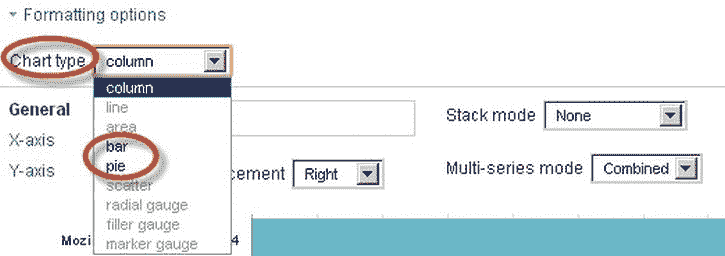 Formatting options
Chart type column
column
General line Stack mode None
area
X-axis bar
Y-axis pie cement Right Multi-series mode Combined
scatter
radial gauge
filler gauge
Mozi marker gauge 4